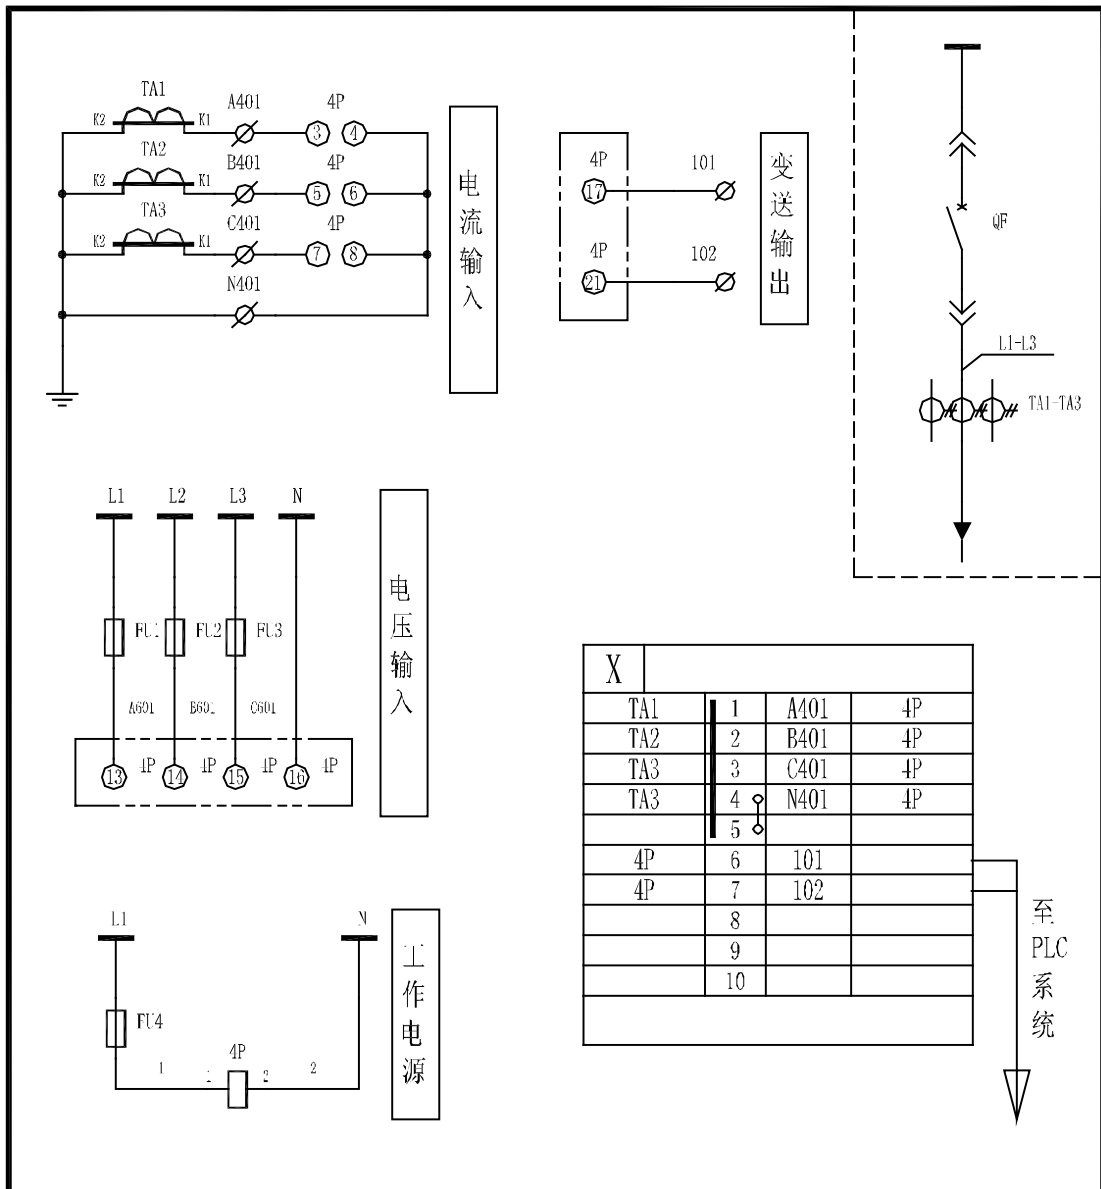 TA1
K2
K1
A401
4P
3
4
TA2
K2
K1
B401
4P
5
6
TA3
K2
K1
C401
4P
7
8
N401
电流输入
4P
17
101
4P
21
102
变送输出
QF
L1-L3
TA1-TA3
L1 L2 L3 N
FU1 FU2 FU3
A601 B601 C601
13 4P 14 4P 15 4P 16 4P
电压输入
L1 N
FU4
4P
1 1 2 2
工作电源
X
TA1 1 A401 4P
TA2 2 B401 4P
TA3 3 C401 4P
TA3 4 N401 4P
5
4P 6 101
4P 7 102
8
9
10
至
PLC
系
统